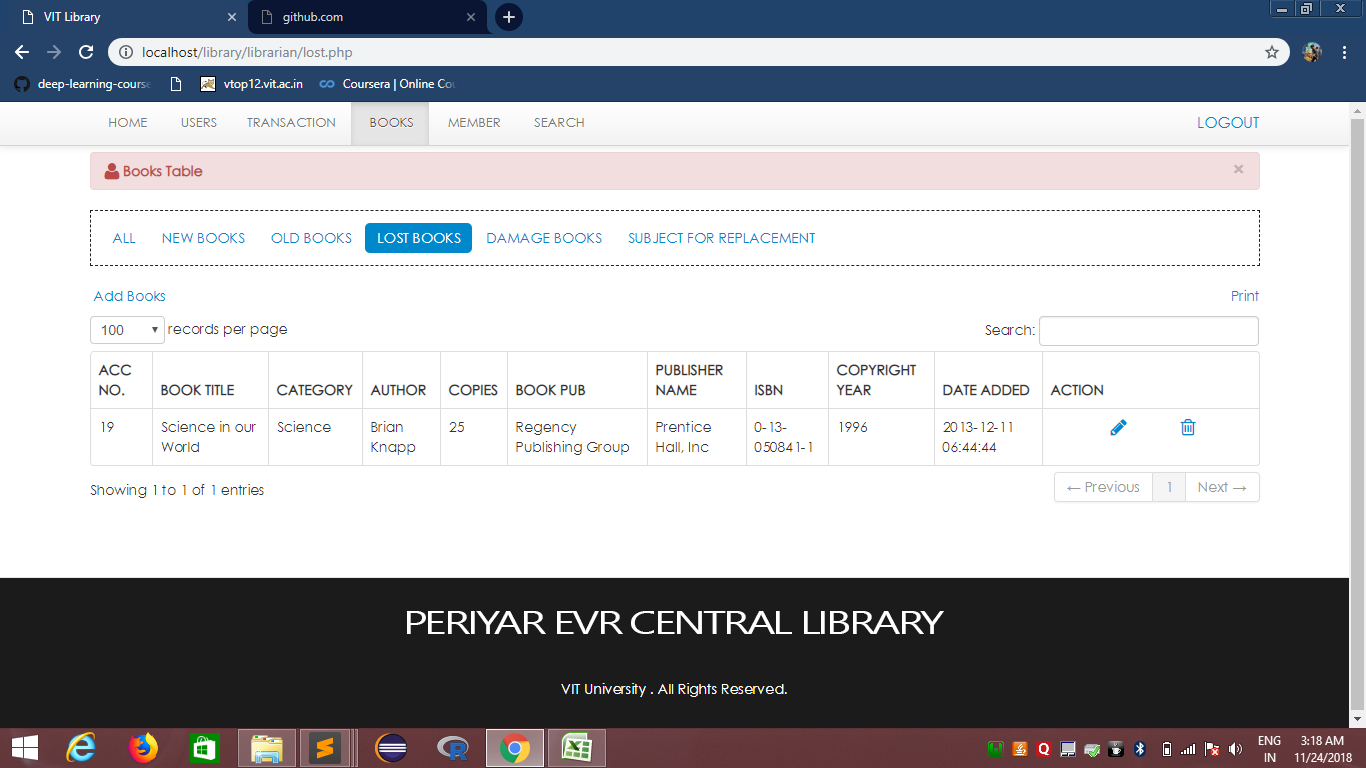 VIT Library
github.com
localhost/library/librarian/lost.php
deep-learning-course
vtop12.vit.ac.in
Coursera | Online Cou
HOME USERS TRANSACTION BOOKS MEMBER SEARCH LOGOUT
Books Table ×
ALL NEW BOOKS OLD BOOKS LOST BOOKS DAMAGE BOOKS SUBJECT FOR REPLACEMENT
Add Books Print
100 records per page Search:
ACC NO. BOOK TITLE CATEGORY AUTHOR COPIES BOOK PUB PUBLISHER NAME ISBN COPYRIGHT YEAR DATE ADDED ACTION
19 Science in our World Science Brian Knapp 25 Regency Publishing Group Prentice Hall, Inc 0-13-050841-1 1996 2013-12-11 06:44:44
Showing 1 to 1 of 1 entries ← Previous 1 Next →
PERIYAR EVR CENTRAL LIBRARY
VIT University . All Rights Reserved.
ENG 3:18 AM
IN 11/24/2018